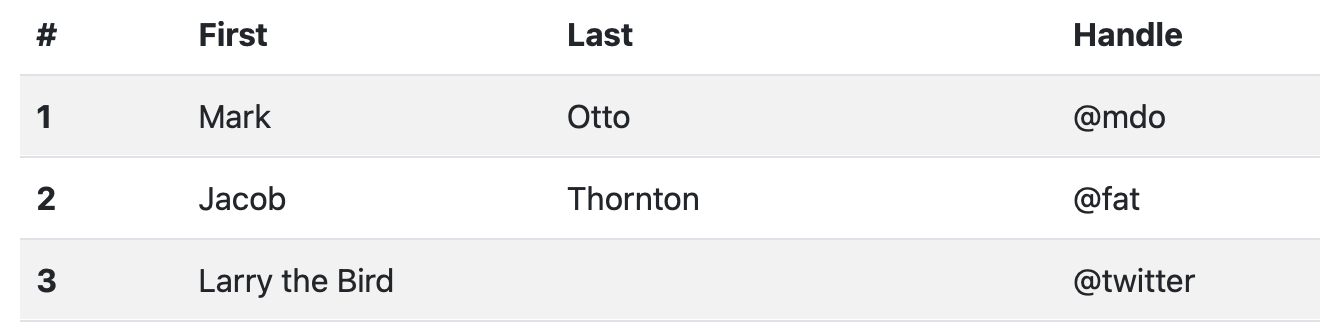 # First Last Handle
1 Mark Otto @mdo
2 Jacob Thornton @fat
3 Larry the Bird @twitter